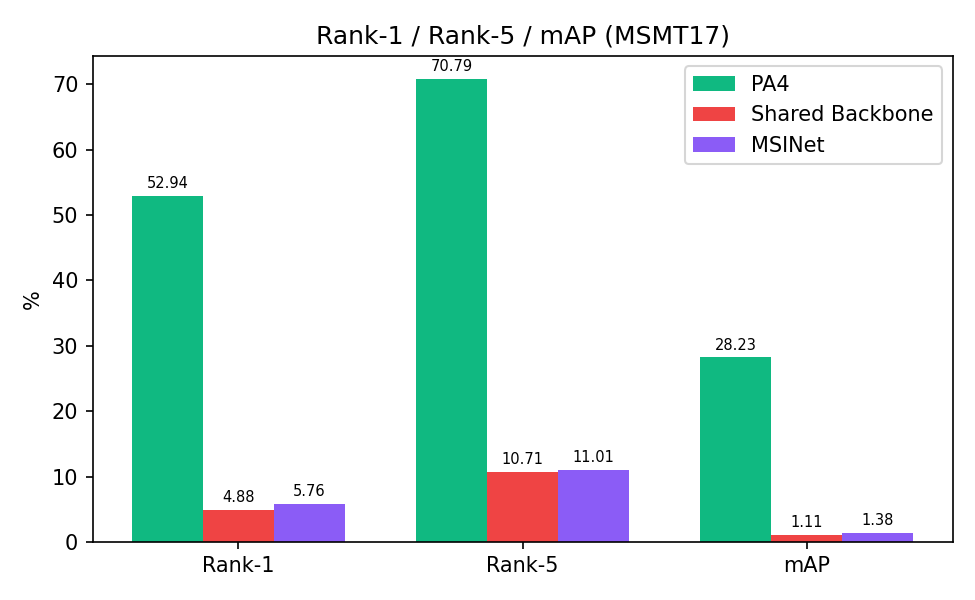 Rank-1 / Rank-5 / mAP (MSMT17)
PA4
Shared Backbone
MSINet
%
70
60
50
40
30
20
10
0
52.94
4.88
5.76
70.79
10.71
11.01
28.23
1.11
1.38
Rank-1
Rank-5
mAP